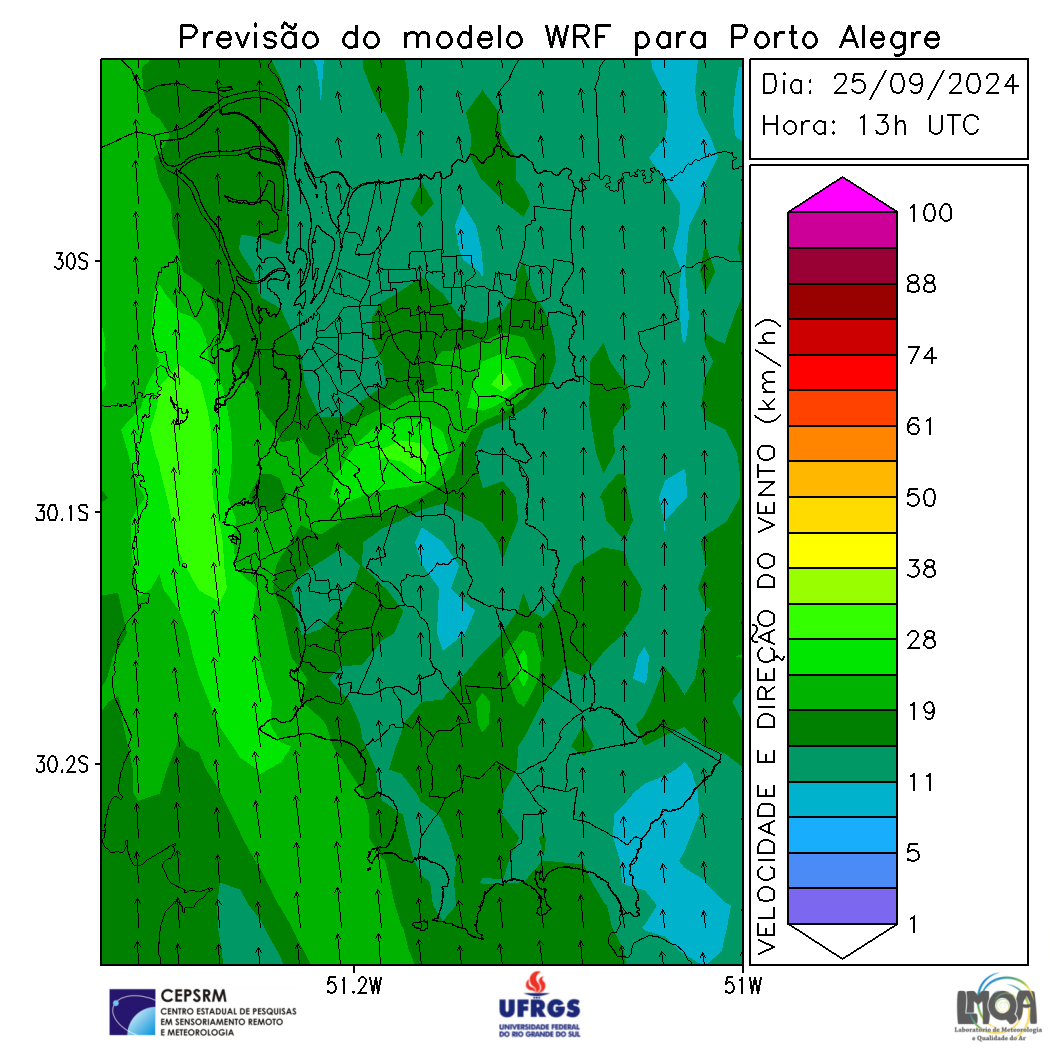 Previsão do modelo WRF para Porto Alegre
Dia: 25/09/2024
Hora: 13h UTC
30S
30.1S
30.2S
51.2W
51W
VELOCIDADE E DIREÇÃO DO VENTO (km/h)
100
88
74
61
50
38
28
19
11
5
1
CEPSRM
CENTRO ESTADUAL DE PESQUISAS
EM SENSORIAMENTO REMOTO
E METEOROLOGIA
UFRGS
UNIVERSIDADE FEDERAL
DO RIO GRANDE DO SUL
LMQA
Laboratório de Meteorologia
e Qualidade do Ar